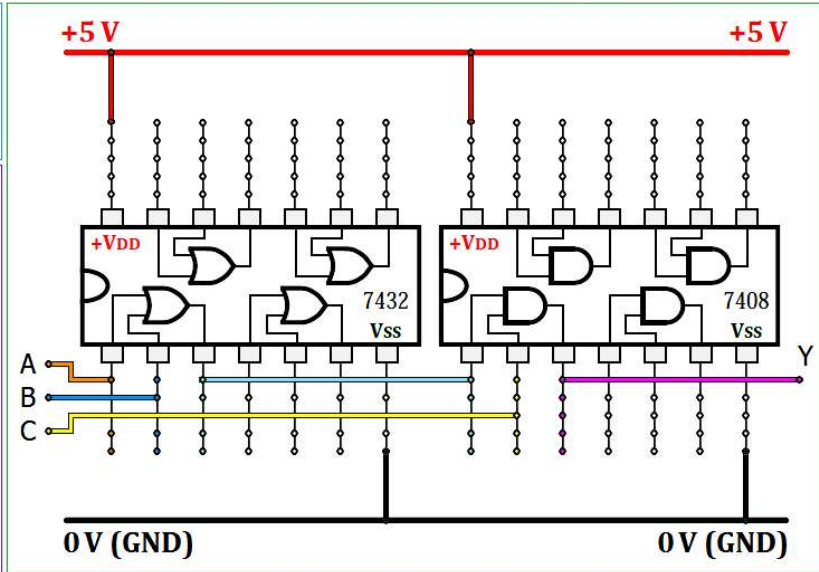 +5 V
+5 V
+VDD
7432
VSS
+VDD
7408
VSS
A
B
C
Y
0 V (GND)
0 V (GND)